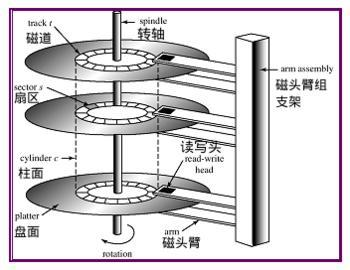 track t
磁道
spindle
转轴
arm assembly
磁头臂组
支架
sector s
扇区
cylinder c
柱面
读写头
read-write
head
platter
盘面
arm
磁头臂
rotation